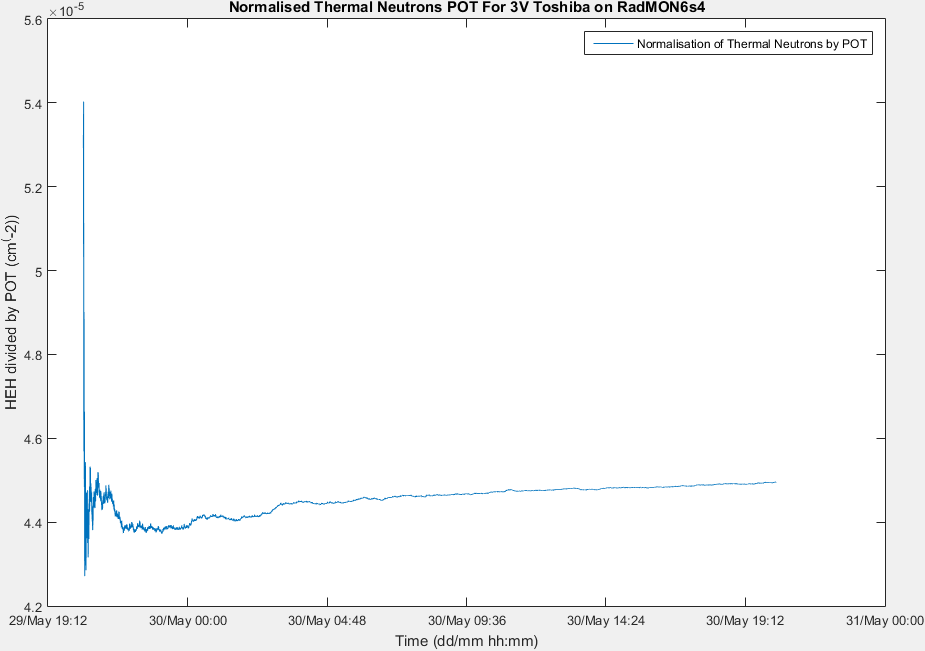 Normalised Thermal Neutrons POT For 3V Toshiba on RadMON6s4
×10-5
Normalisation of Thermal Neutrons by POT
HEH divided by POT (cm(-2))
5.6
5.4
5.2
5
4.8
4.6
4.4
4.2
29/May 19:12 30/May 00:00 30/May 04:48 30/May 09:36 30/May 14:24 30/May 19:12 31/May 00:00
Time (dd/mm hh:mm)